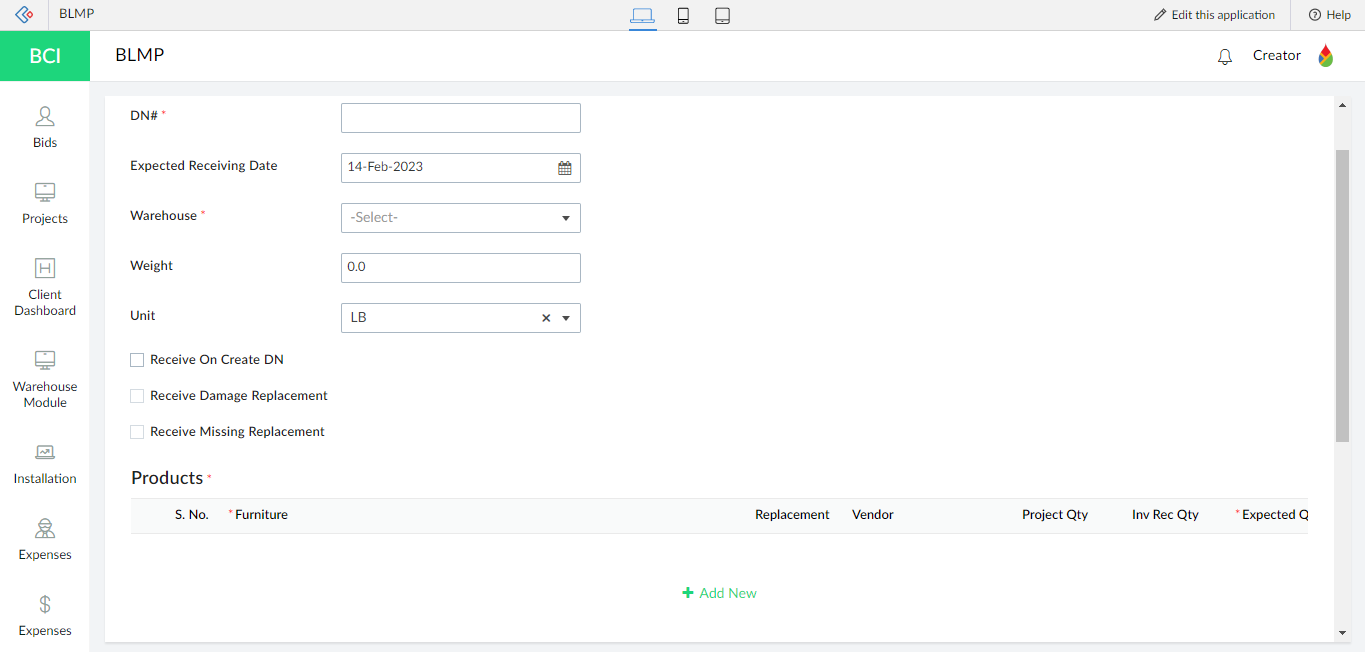 BLMP
Edit this application
Help
BCI
BLMP
Creator
Bids
Projects
Client
Dashboard
Warehouse
Module
Installation
Expenses
Expenses
DN# *
Expected Receiving Date
14-Feb-2023
Warehouse *
-Select-
Weight
0.0
Unit
LB
Receive On Create DN
Receive Damage Replacement
Receive Missing Replacement
Products *
S. No. * Furniture Replacement Vendor Project Qty Inv Rec Qty * Expected Q
Add New